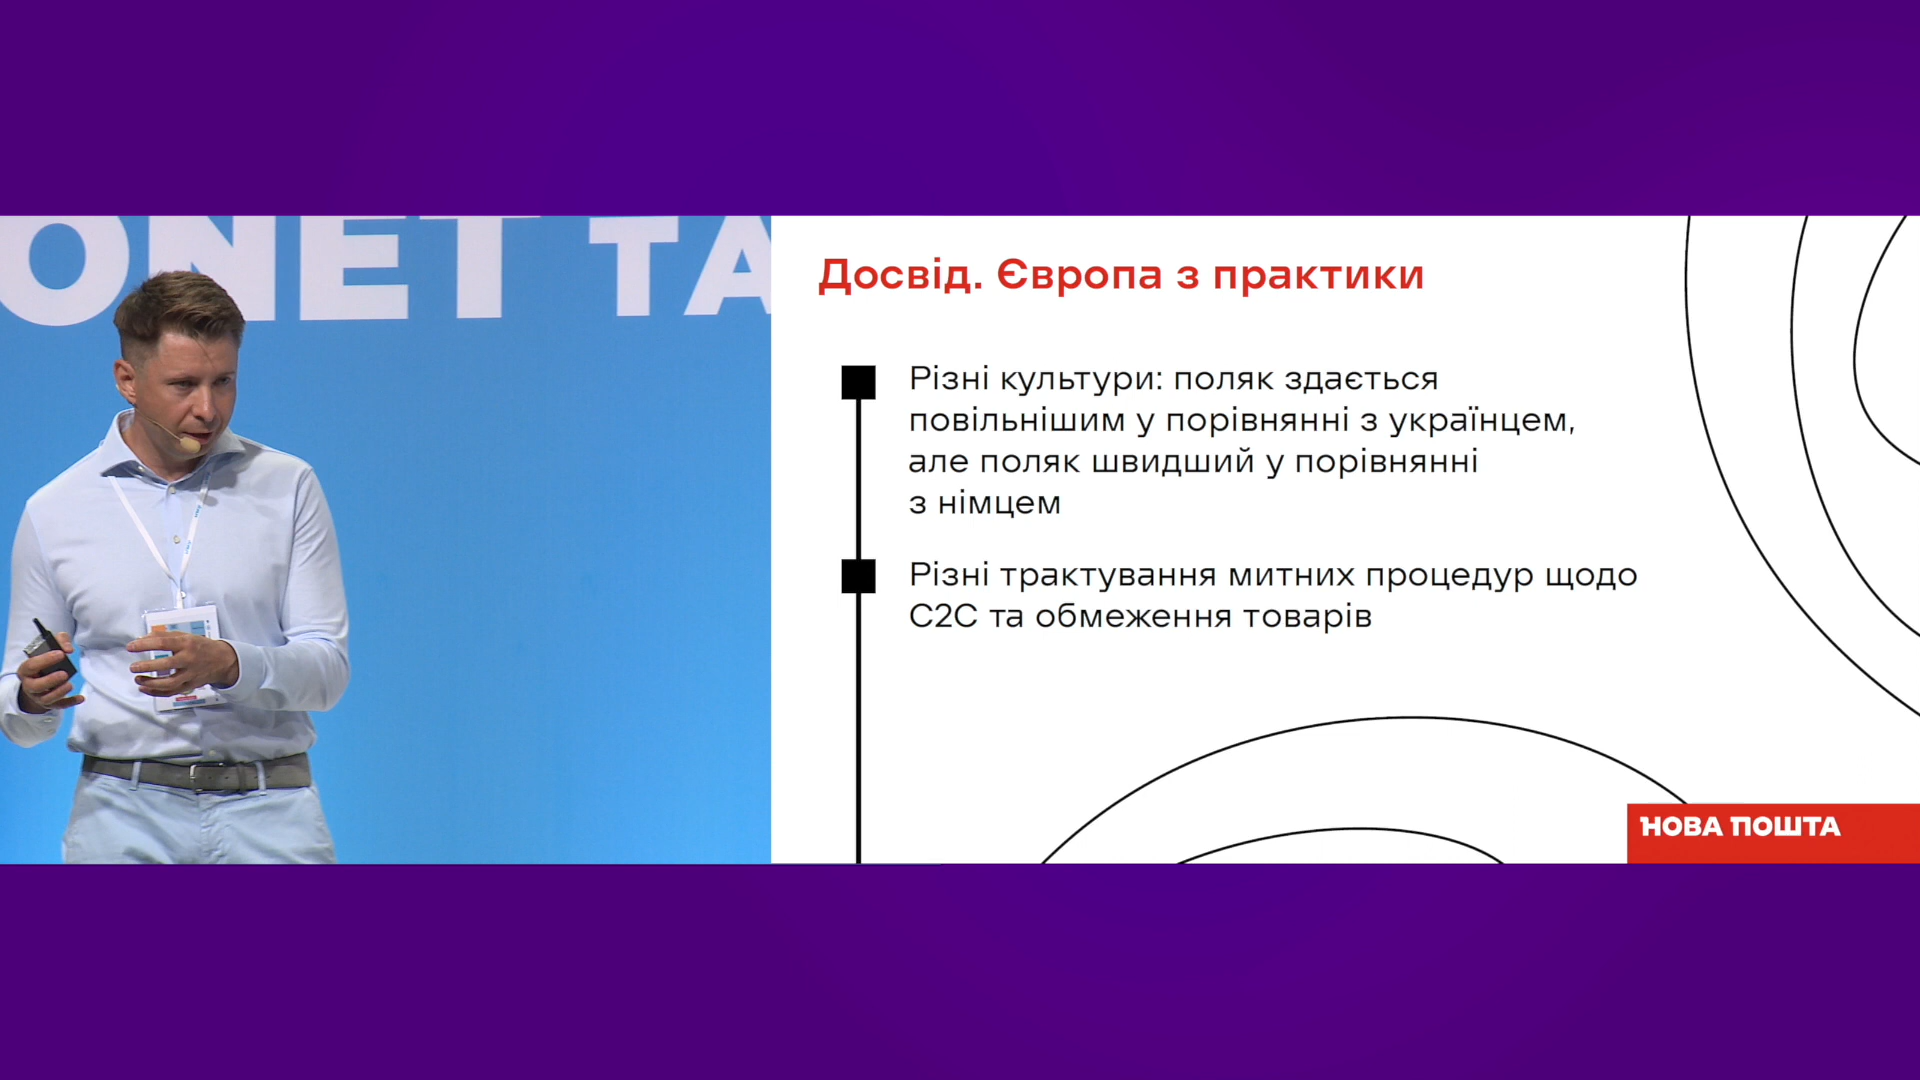 ONET TA
Досвід. Європа з практики
Різні культури: поляк здається
повільнішим у порівнянні з українцем,
але поляк швидший у порівнянні
з німцем
Різні трактування митних процедур щодо
С2С та обмеження товарів
НОВА ПОШТА